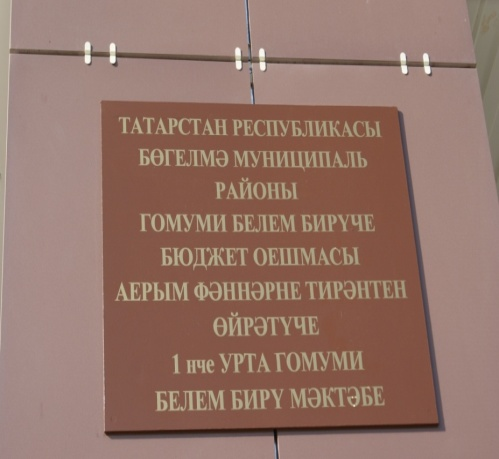 ТАТАРСТАН РЕСПУБЛИКАСЫ
БӨГЕЛМӘ МУНИЦИПАЛЬ
РАЙОНЫ
ГОМУМИ БЕЛЕМ БИРҮЧЕ
БЮДЖЕТ ОЕШМАСЫ
АЕРЫМ ФӘННӘРНЕ ТИРӘНТЕН
ӨЙРӘТҮЧЕ
1 нче УРТА ГОМУМИ
БЕЛЕМ БИРҮ МӘКТӘБЕ